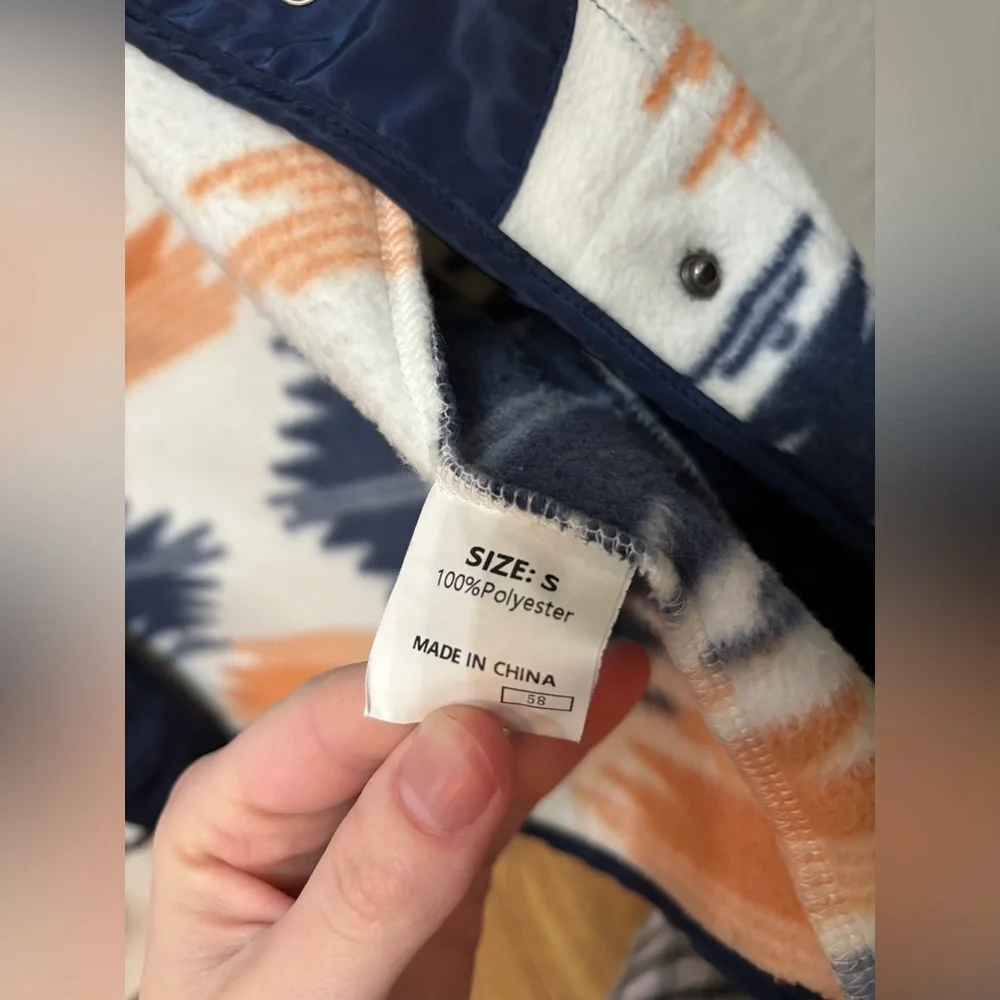 SIZE: S
100%Polyester
MADE IN CHINA
58